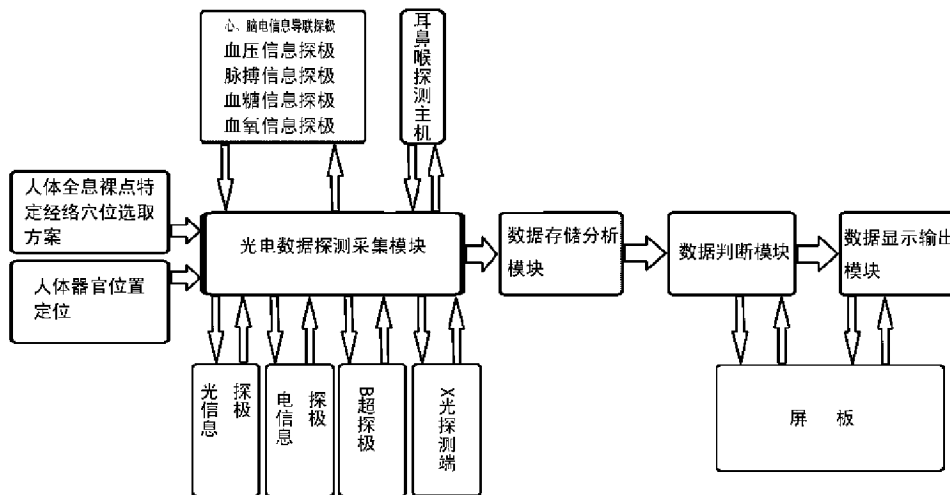 心、脑电信息导联探极
血压信息探极
脉搏信息探极
血糖信息探极
血氧信息探极
耳鼻喉探测主机
人体全息裸点特
定经络穴位选取
方案
人体器官位置
定位
光电数据探测采集模块
数据存储分析
模块
数据判断模块
数据显示输出
模块
光信息
探极
电信息
探极
B超探极
X光探测端
屏 板